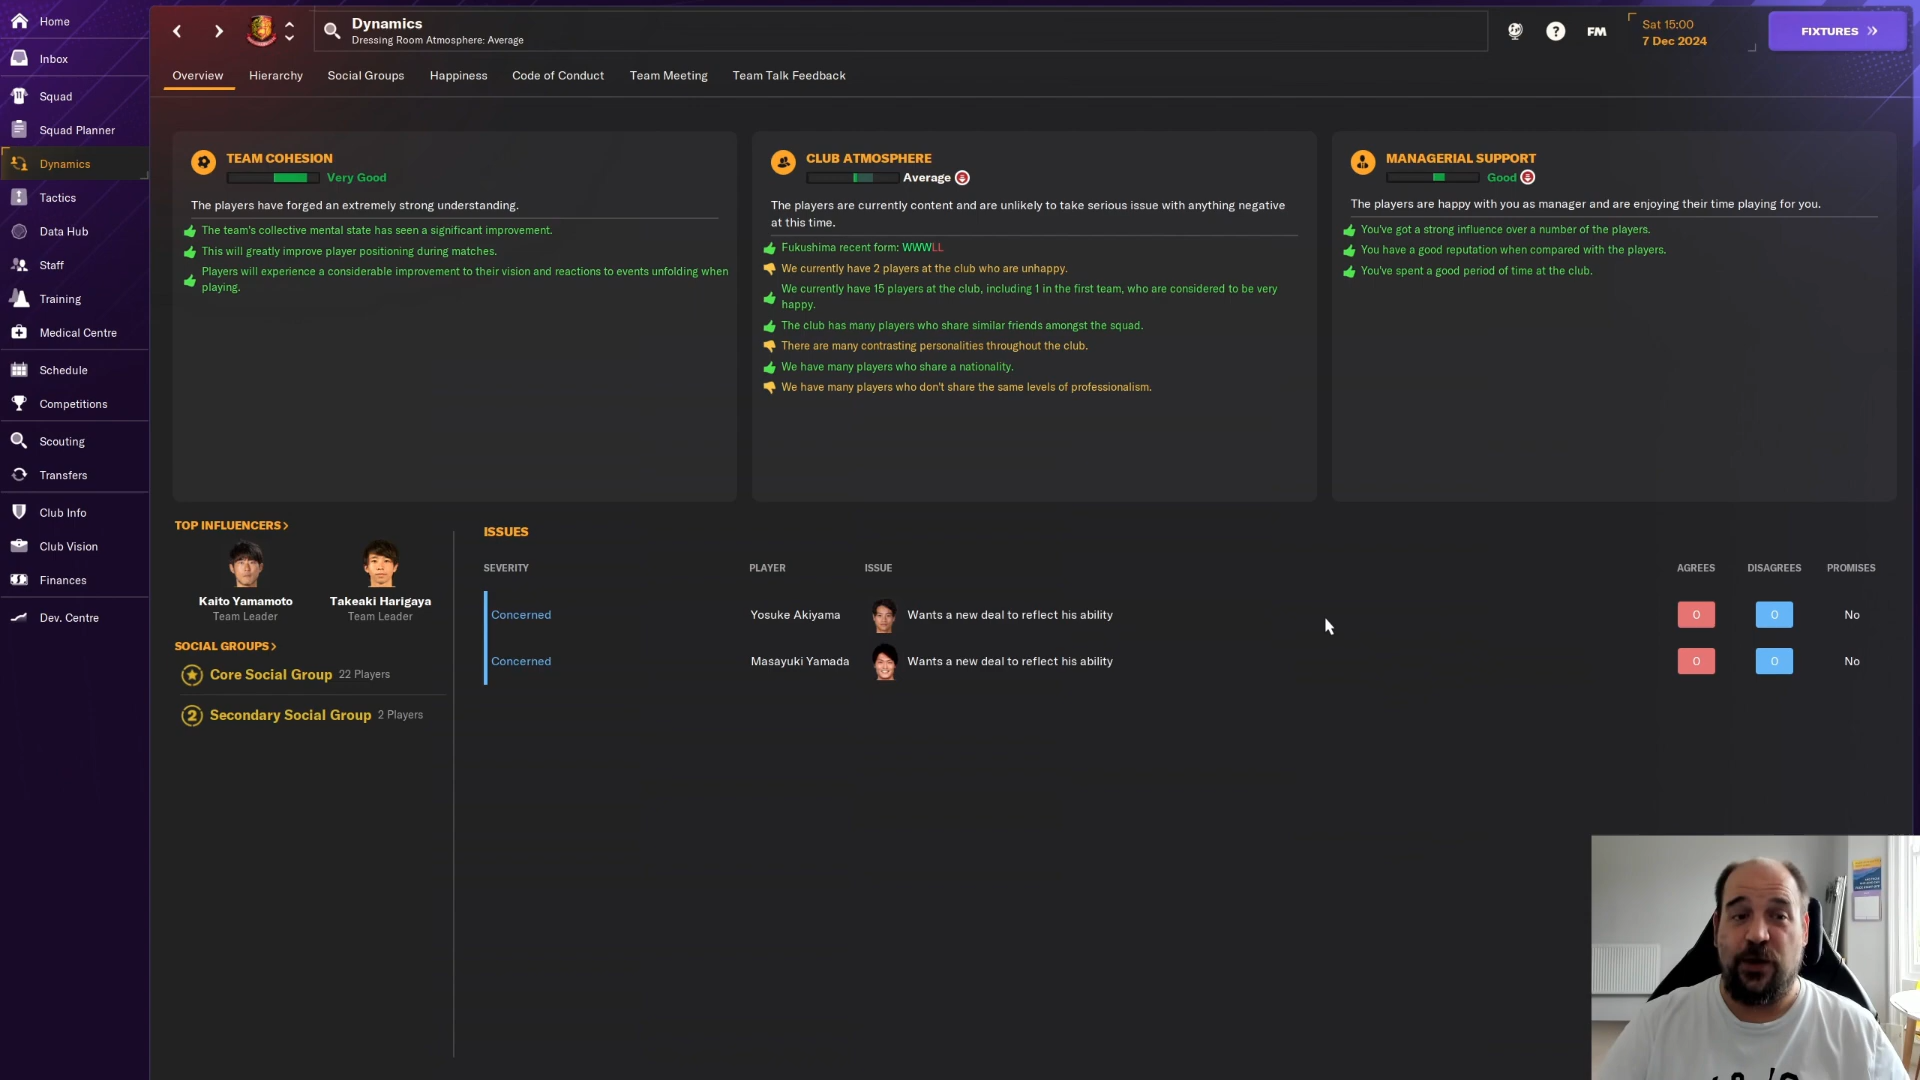 Home
Inbox
Squad
Squad Planner
Dynamics
Tactics
Data Hub
Staff
Training
Medical Centre
Schedule
Competitions
Scouting
Transfers
Club Info
Club Vision
Finances
Dev. Centre
Dynamics
Dressing Room Atmosphere: Average
FM
Sat 15:00
7 Dec 2024
FIXTURES
Overview
Hierarchy
Social Groups
Happiness
Code of Conduct
Team Meeting
Team Talk Feedback
TEAM COHESION
Very Good
The players have forged an extremely strong understanding.
The team's collective mental state has seen a significant improvement.
This will greatly improve player positioning during matches.
Players will experience a considerable improvement to their vision and reactions to events unfolding when
playing.
CLUB ATMOSPHERE
Average
The players are currently content and are unlikely to take serious issue with anything negative
at this time.
Fukushima recent form: WWWLL
We currently have 2 players at the club who are unhappy.
We currently have 15 players at the club, including 1 in the first team, who are considered to be very
happy.
The club has many players who share similar friends amongst the squad.
There are many contrasting personalities throughout the club.
We have many players who share a nationality.
We have many players who don't share the same levels of professionalism.
MANAGERIAL SUPPORT
Good
The players are happy with you as manager and are enjoying their time playing for you.
You've got a strong influence over a number of the players.
You have a good reputation when compared with the players.
You've spent a good period of time at the club.
TOP INFLUENCERS
Kaito Yamamoto
Team Leader
Takeaki Harigaya
Team Leader
SOCIAL GROUPS
Core Social Group 22 Players
2 Secondary Social Group 2 Players
ISSUES
SEVERITY PLAYER ISSUE AGREES DISAGREES PROMISES
Concerned Yosuke Akiyama Wants a new deal to reflect his ability 0 0 No
Concerned Masayuki Yamada Wants a new deal to reflect his ability 0 0 No